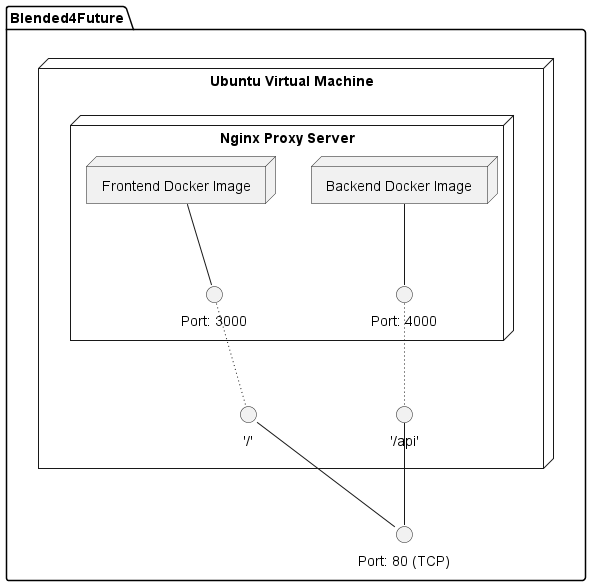 Blended4Future
Ubuntu Virtual Machine
Nginx Proxy Server
Frontend Docker Image
Backend Docker Image
Port: 3000
Port: 4000
'/'
'/api'
Port: 80 (TCP)